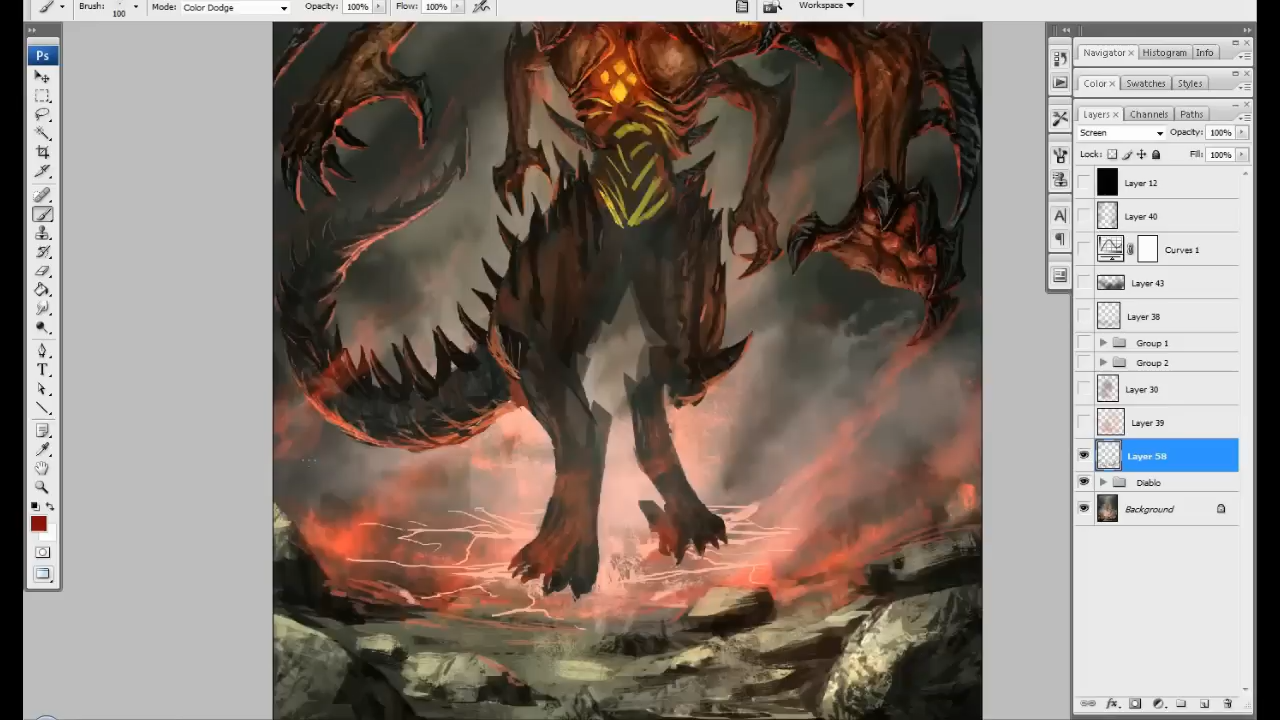 Brush: 100 Mode: Color Dodge Opacity: 100% Flow: 100% Workspace
Ps
Navigator Histogram Info
Color Swatches Styles
Layers Channels Paths
Screen Opacity: 100%
Lock: Fill: 100%
Layer 12
Layer 40
Curves 1
Layer 43
Layer 38
Group 1
Group 2
Layer 30
Layer 39
Layer 58
Diablo
Background